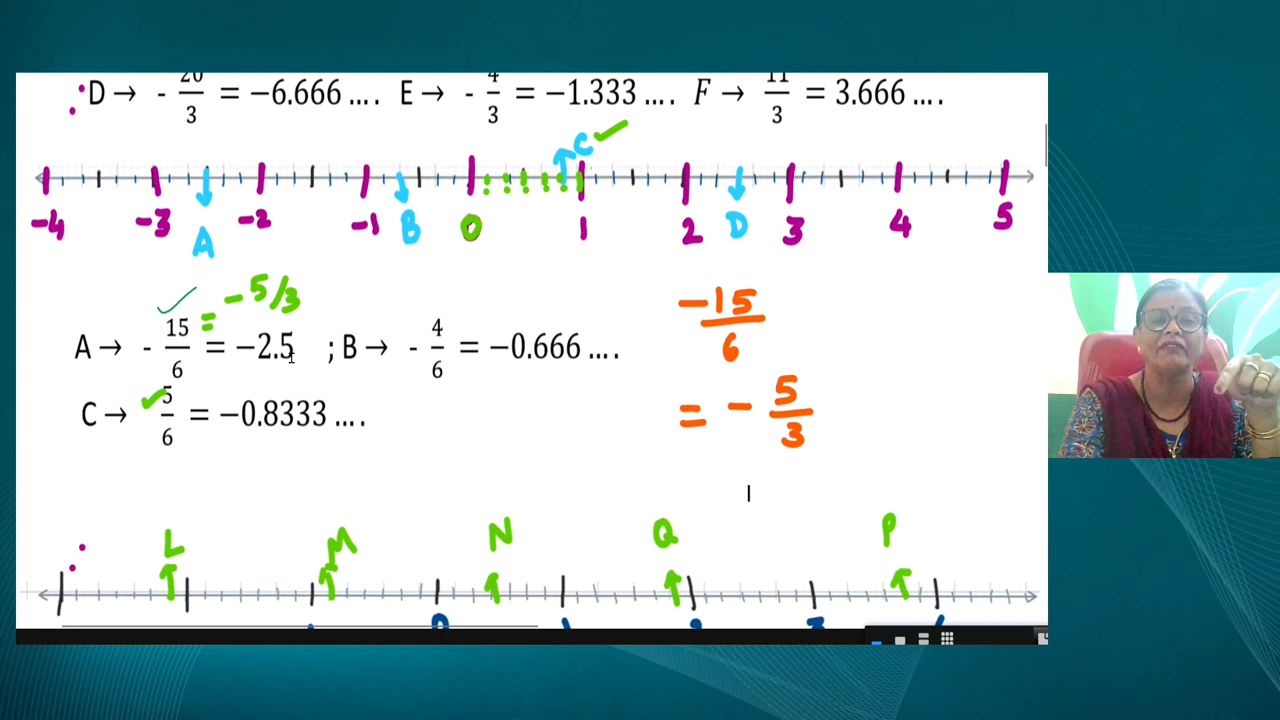 D → - 20/3 = −6.666 .... E → - 4/3 = −1.333 .... F → 11/3 = 3.666 ....
C
-4 -3 -2 -1 0 1 2 3 4 5
A B D
= -5/3
A → - 15/6 = −2.5 ; B → - 4/6 = −0.666 ....
C → 5/6 = −0.8333 ....
-15/6
= - 5/3
L M N Q P